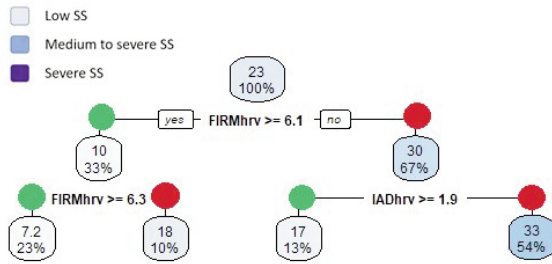 Low SS
Medium to severe SS
Severe SS
23
100%
yes FIRMhrv >= 6.1 no
10
33%
30
67%
FIRMhrv >= 6.3
IADhrv >= 1.9
7.2
23%
18
10%
17
13%
33
54%